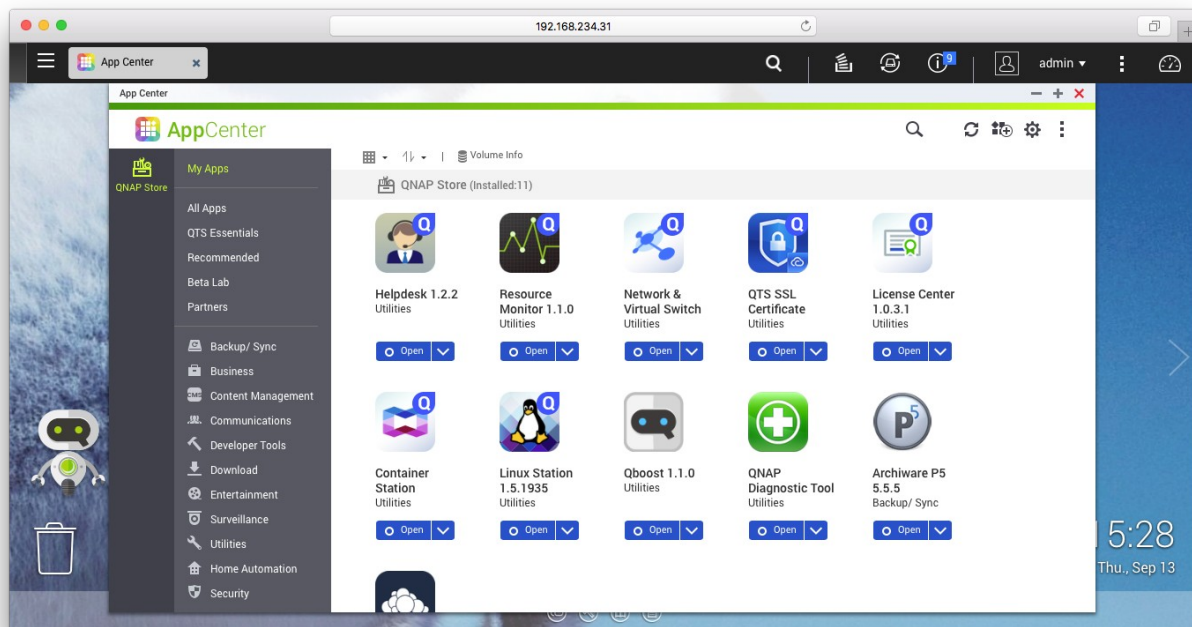 192.168.234.31
App Center
9
admin
App Center
AppCenter
QNAP Store
My Apps
All Apps
QTS Essentials
Recommended
Beta Lab
Partners
Backup/ Sync
Business
CMS Content Management
Communications
Developer Tools
Download
Entertainment
Surveillance
Utilities
Home Automation
Security
Volume Info
QNAP Store (Installed:11)
Q
Q
Q
Q
Q
Helpdesk 1.2.2
Utilities
Open
Resource
Monitor 1.1.0
Utilities
Open
Network &
Virtual Switch
Utilities
Open
QTS SSL
Certificate
Utilities
Open
License Center
1.0.3.1
Utilities
Open
Q
Q
P5
Container
Station
Utilities
Open
Linux Station
1.5.1935
Utilities
Open
Qboost 1.1.0
Utilities
Open
QNAP
Diagnostic Tool
Utilities
Open
Archiware P5
5.5.5
Backup/ Sync
Open
5:28
Thu., Sep 13